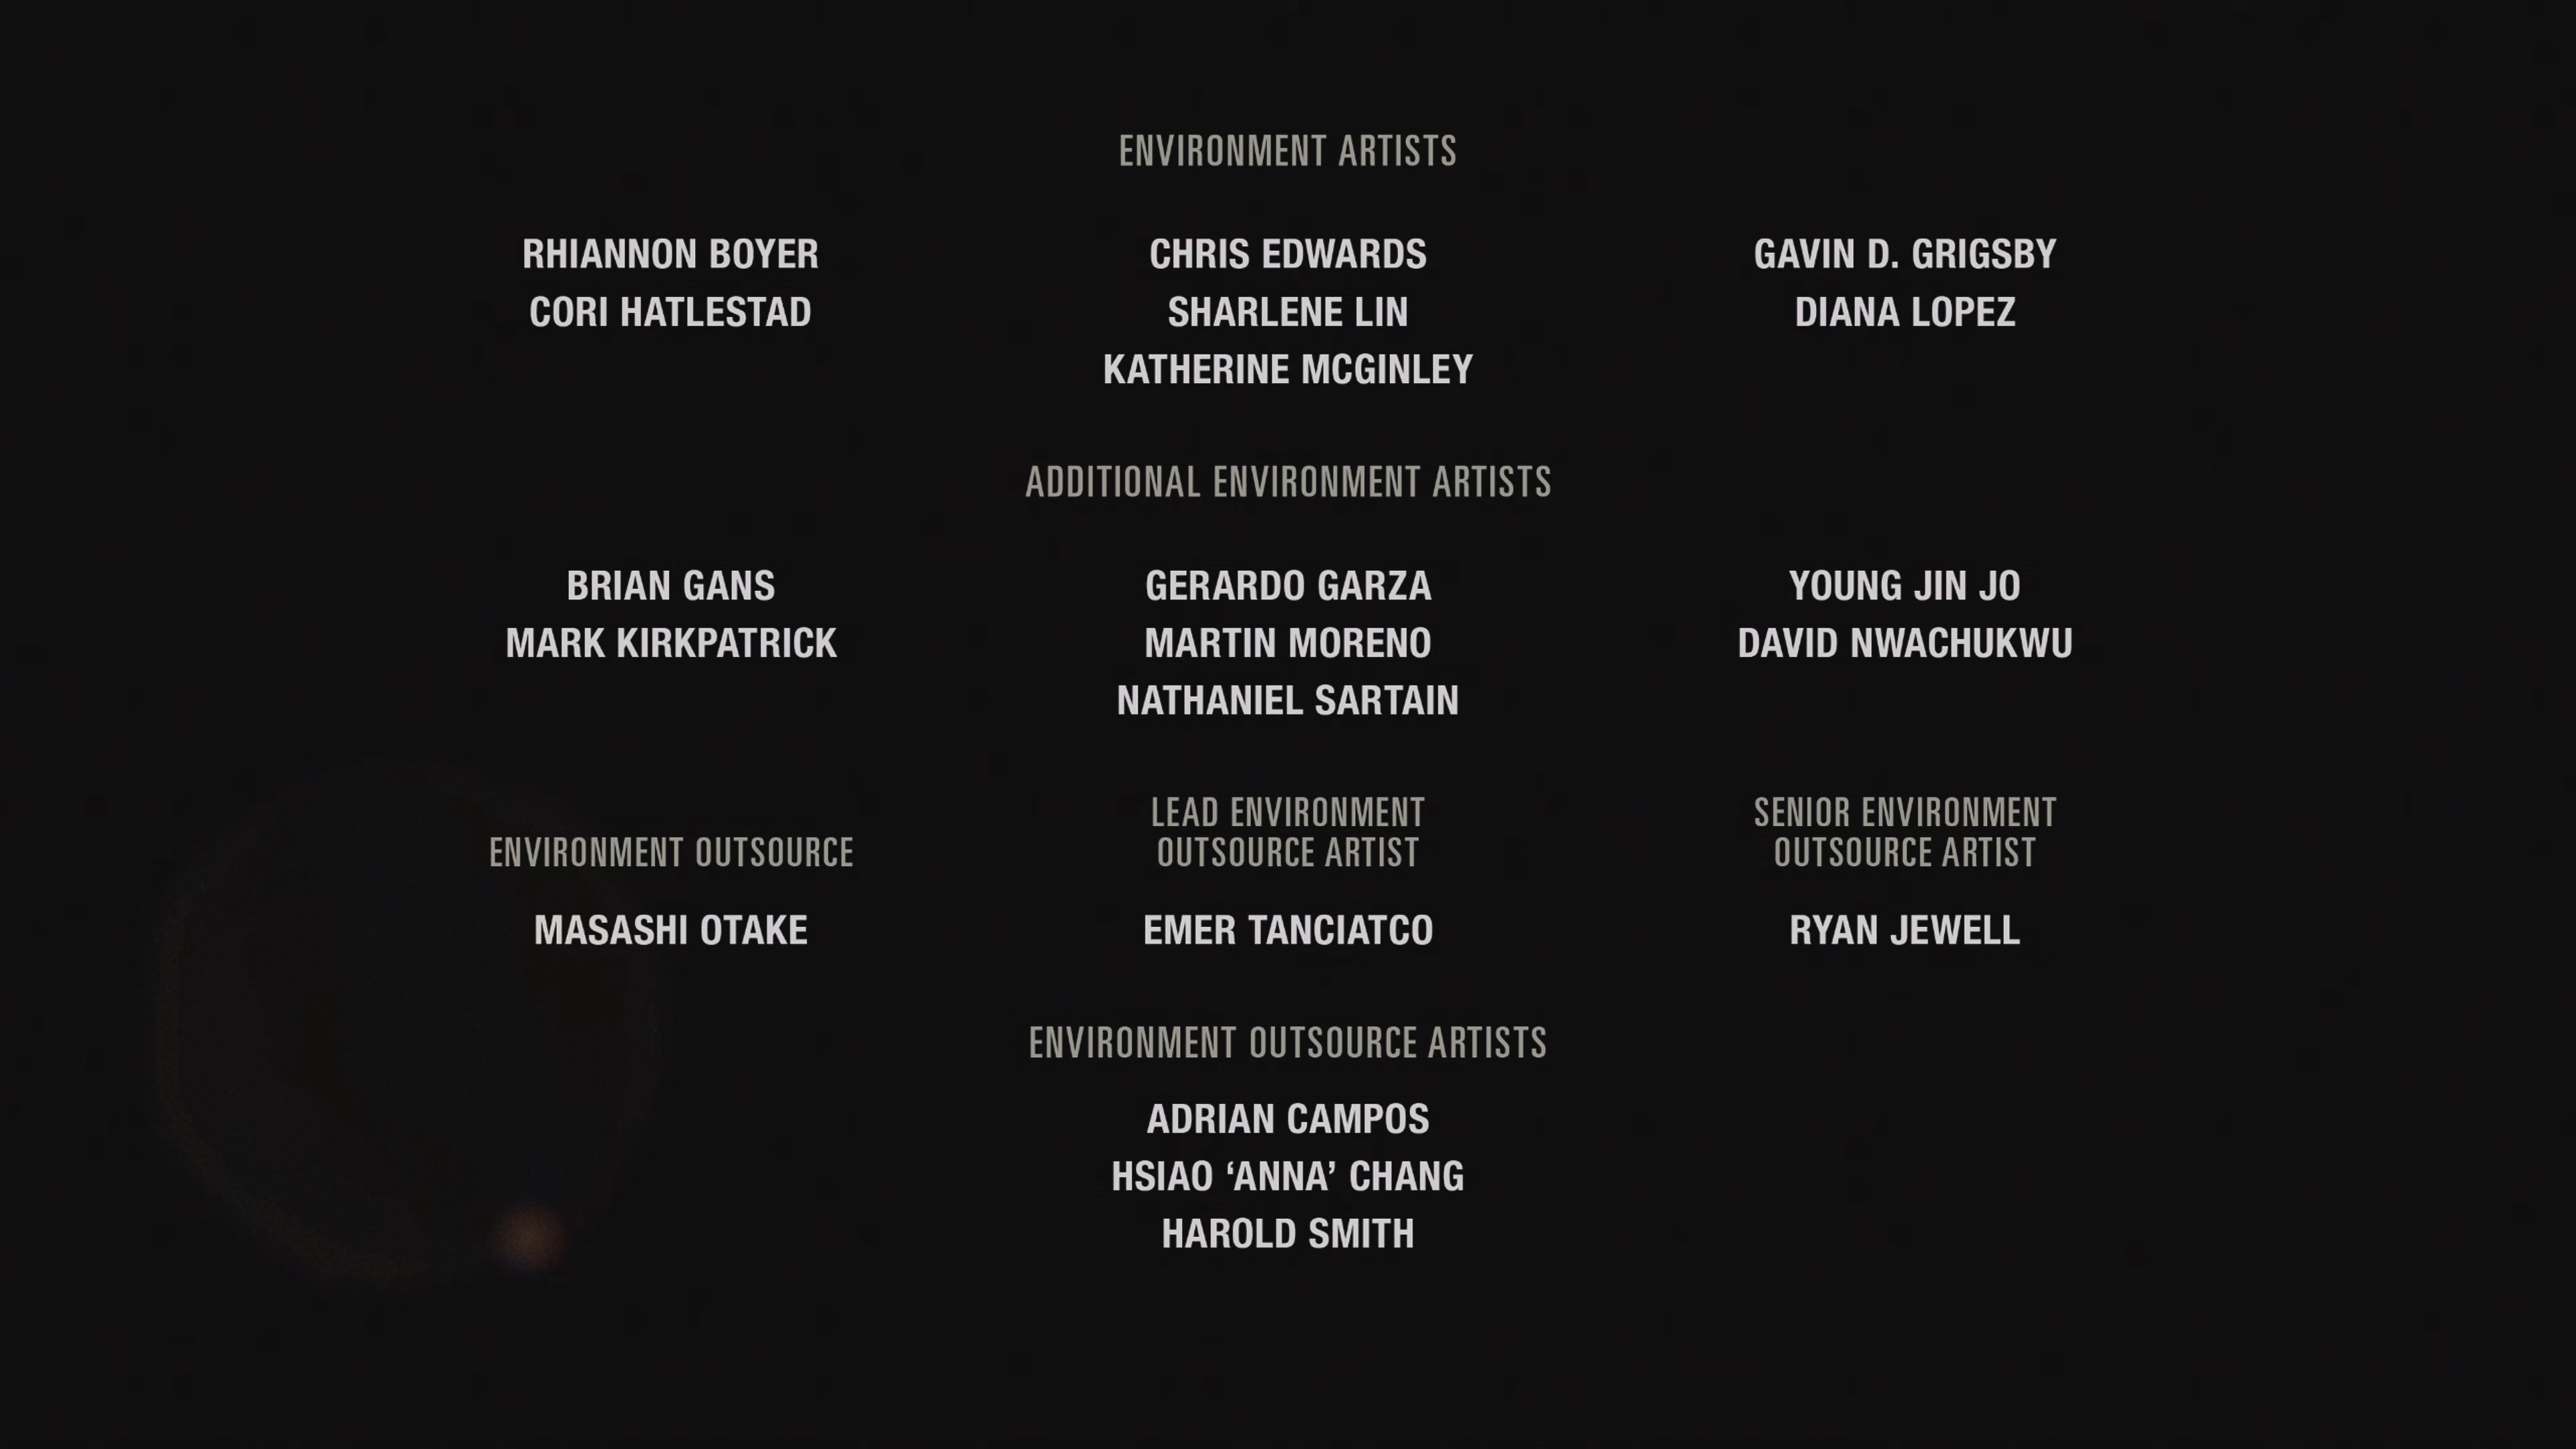 ENVIRONMENT ARTISTS
RHIANNON BOYER CHRIS EDWARDS GAVIN D. GRIGSBY
CORI HATLESTAD SHARLENE LIN DIANA LOPEZ
KATHERINE MCGINLEY
ADDITIONAL ENVIRONMENT ARTISTS
BRIAN GANS GERARDO GARZA YOUNG JIN JO
MARK KIRKPATRICK MARTIN MORENO DAVID NWACHUKWU
NATHANIEL SARTAIN
ENVIRONMENT OUTSOURCE
MASASHI OTAKE
LEAD ENVIRONMENT
OUTSOURCE ARTIST
EMER TANCIATCO
SENIOR ENVIRONMENT
OUTSOURCE ARTIST
RYAN JEWELL
ENVIRONMENT OUTSOURCE ARTISTS
ADRIAN CAMPOS
HSIAO ‘ANNA’ CHANG
HAROLD SMITH